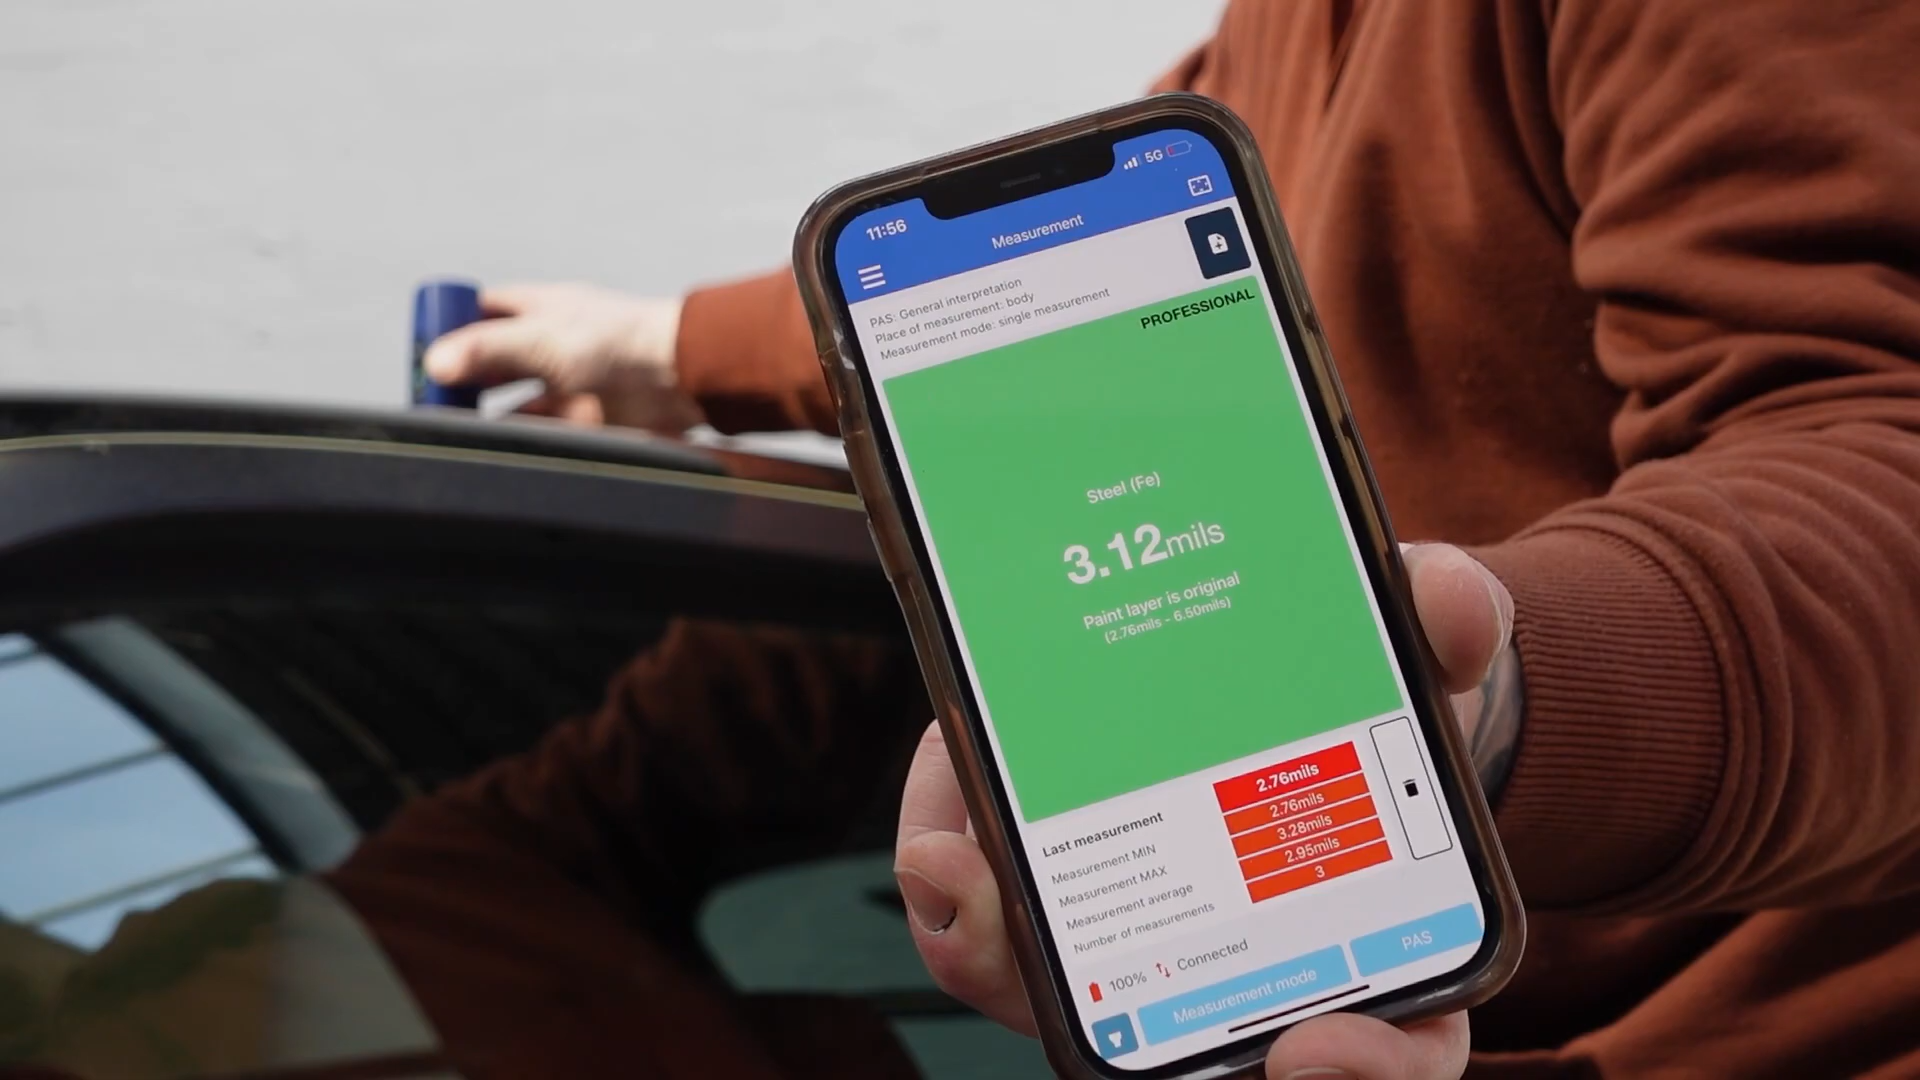 11:56
5G
Measurement
PAS: General interpretation
Place of measurement: body
Measurement mode: single measurement
PROFESSIONAL
Steel (Fe)
3.12mils
Paint layer is original
(2.76mils - 6.50mils)
Last measurement 2.76mils
Measurement MIN 2.76mils
Measurement MAX 3.28mils
Measurement average 2.95mils
Number of measurements 3
100% Connected
Measurement mode PAS